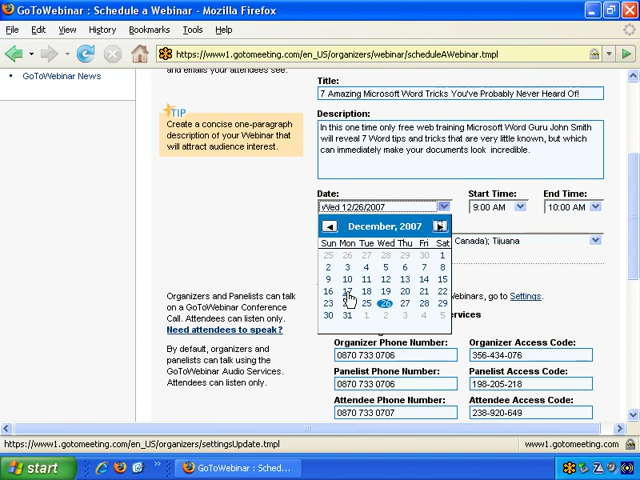 GoToWebinar : Schedule a Webinar - Mozilla Firefox
File Edit View History Bookmarks Tools Help
https://www1.gotomeeting.com/en_US/organizers/webinar/scheduleAWebinar.tmpl
GoToWebinar News
and emails your attendees see.
TIP
Create a concise one-paragraph
description of your Webinar that
will attract audience interest.
Title:
7 Amazing Microsoft Word Tricks You've Probably Never Heard Of!
Description:
In this one time only free web training Microsoft Word Guru John Smith
will reveal 7 Word tips and tricks that are very little known, but which
can immediately make your documents look incredible.
Date: Start Time: End Time:
Wed 12/26/2007 9:00 AM 10:00 AM
December, 2007
Sun Mon Tue Wed Thu Fri Sat
25 26 27 28 29 30 1
2 3 4 5 6 7 8
9 10 11 12 13 14 15
16 17 18 19 20 21 22
23 25 26 27 28 29
30 31 1 2 3 4 5
Canada); Tijuana
Organizers and Panelists can talk
on a GoToWebinar Conference
Call. Attendees can listen only.
Need attendees to speak?
By default, organizers and
panelists can talk using the
GoToWebinar Audio Services.
Attendees can listen only.
Webinars, go to Settings.
Organizer Phone Number: Organizer Access Code:
0870 733 0706 356-434-076
Panelist Phone Number: Panelist Access Code:
0870 733 0706 198-205-218
Attendee Phone Number: Attendee Access Code:
0870 733 0707 238-920-649
https://www1.gotomeeting.com/en_US/organizers/settingsUpdate.tmpl www1.gotomeeting.com
start GoToWebinar : Sched...